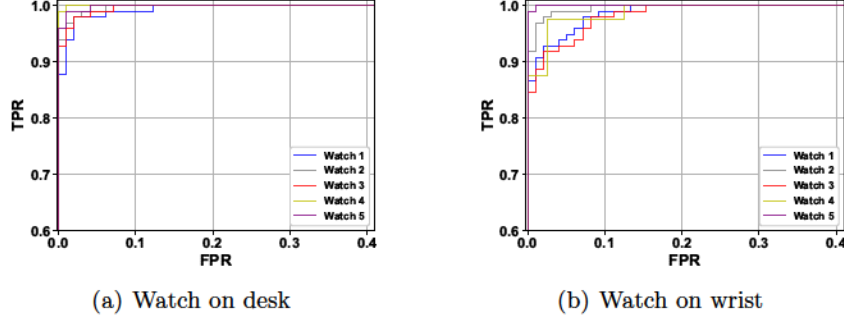 1.0
0.9
0.8
0.7
0.6
TPR
0.0
0.1
0.2
0.3
0.4
FPR
Watch 1
Watch 2
Watch 3
Watch 4
Watch 5
(a) Watch on desk
1.0
0.9
0.8
0.7
0.6
TPR
0.0
0.1
0.2
0.3
0.4
FPR
Watch 1
Watch 2
Watch 3
Watch 4
Watch 5
(b) Watch on wrist